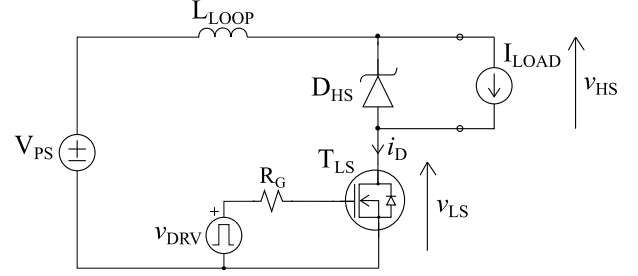 L_LOOP
I_LOAD
D_HS
v_HS
V_PS
i_D
T_LS
R_G
v_LS
+
v_DRV